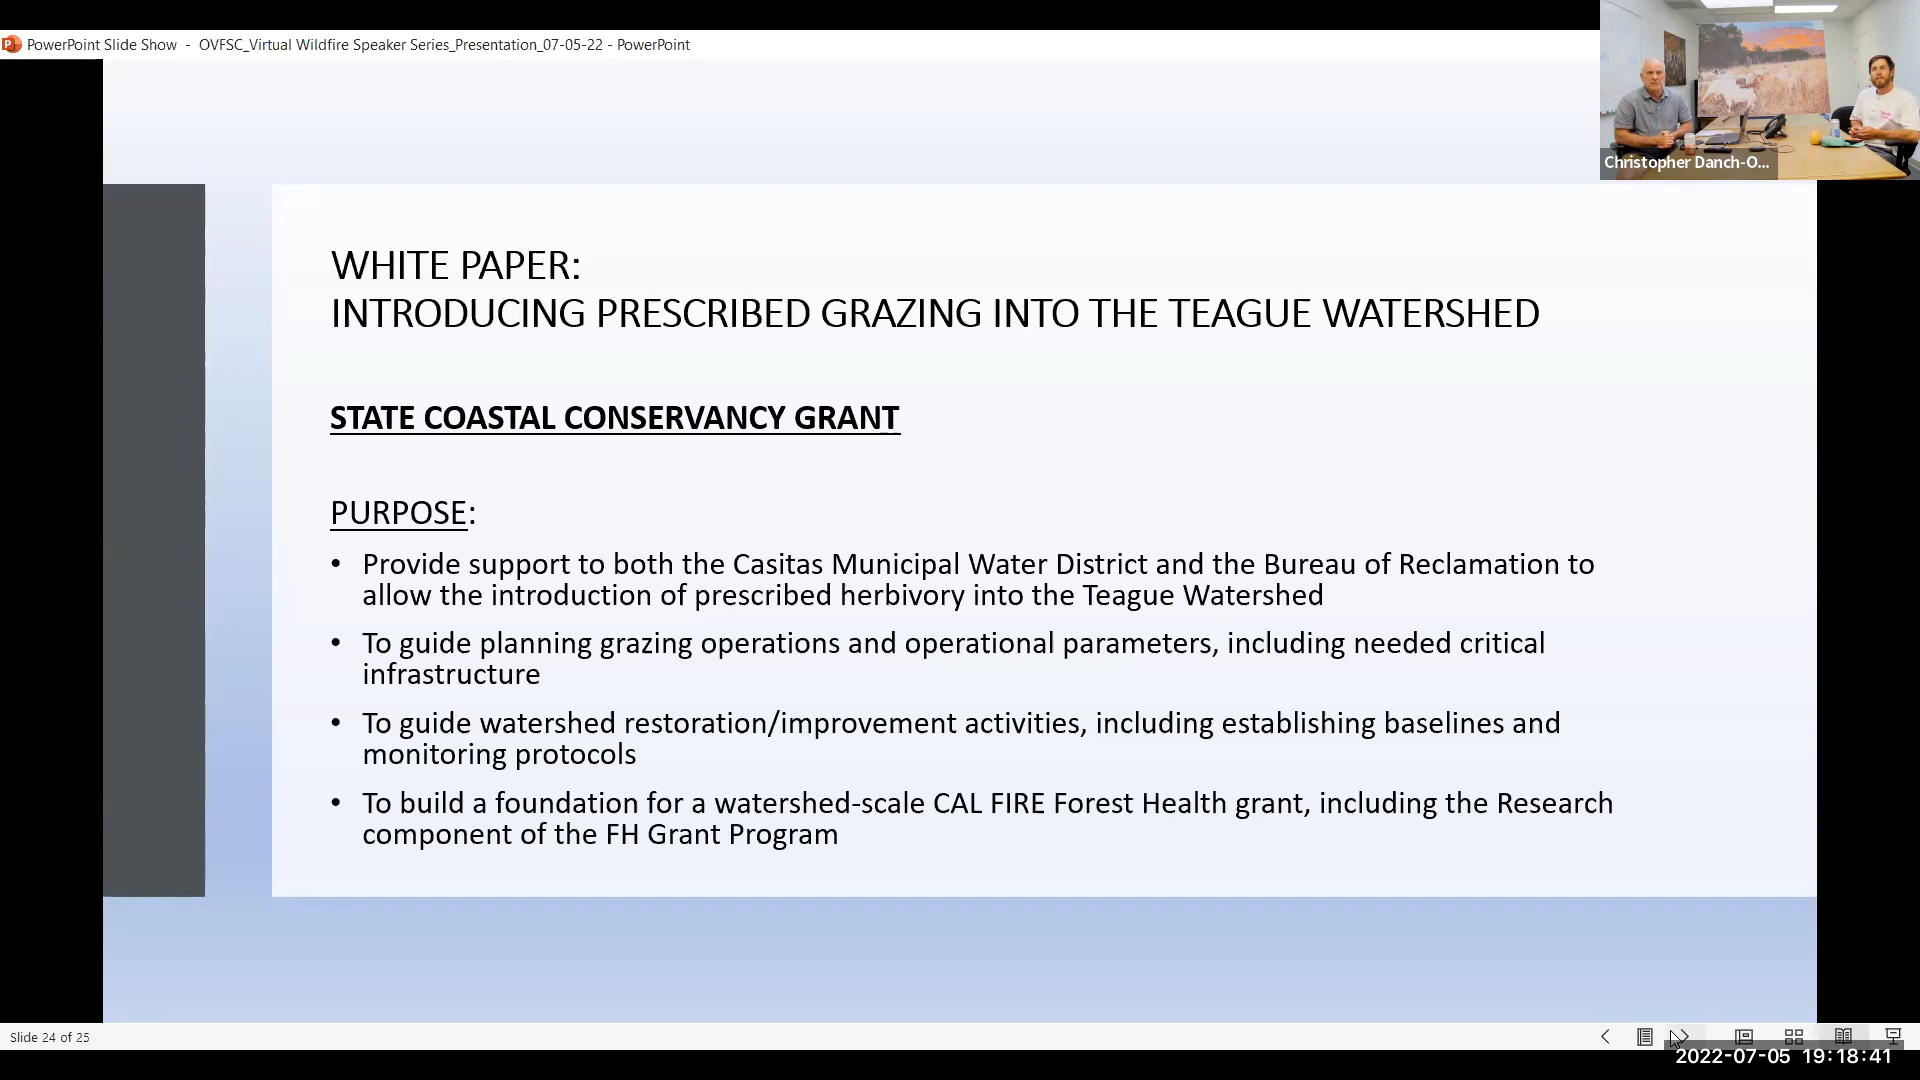 PowerPoint Slide Show - OVFSC_Virtual Wildfire Speaker Series_Presentation_07-05-22 - PowerPoint
Christopher Danch-O...
WHITE PAPER:
INTRODUCING PRESCRIBED GRAZING INTO THE TEAGUE WATERSHED
STATE COASTAL CONSERVANCY GRANT
PURPOSE:
• Provide support to both the Casitas Municipal Water District and the Bureau of Reclamation to
allow the introduction of prescribed herbivory into the Teague Watershed
• To guide planning grazing operations and operational parameters, including needed critical
infrastructure
• To guide watershed restoration/improvement activities, including establishing baselines and
monitoring protocols
• To build a foundation for a watershed-scale CAL FIRE Forest Health grant, including the Research
component of the FH Grant Program
Slide 24 of 25
2022-07-05 19:18:41